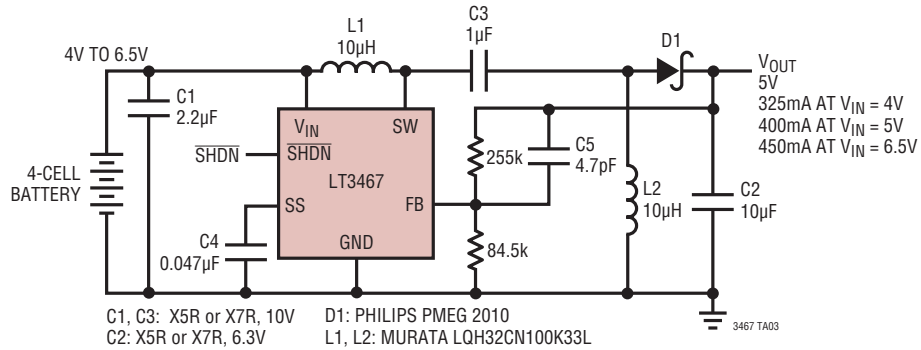 4V TO 6.5V
C1
2.2µF
4-CELL
BATTERY
L1
10µH
C3
1µF
D1
VOUT
5V
325mA AT VIN = 4V
400mA AT VIN = 5V
450mA AT VIN = 6.5V
VIN
SW
SHDN
SHDN
LT3467
SS
FB
GND
C4
0.047µF
255k
C5
4.7pF
84.5k
L2
10µH
C2
10µF
C1, C3: X5R or X7R, 10V
C2: X5R or X7R, 6.3V
D1: PHILIPS PMEG 2010
L1, L2: MURATA LQH32CN100K33L
3467 TA03